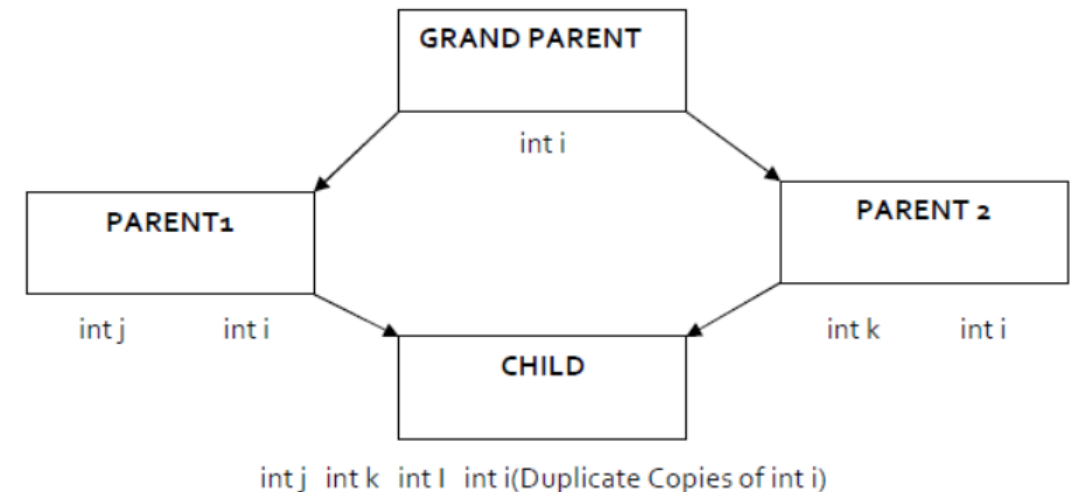 GRAND PARENT
int i
PARENT1
PARENT 2
int j int i
int k int i
CHILD
int j int k int I int i(Duplicate Copies of int i)